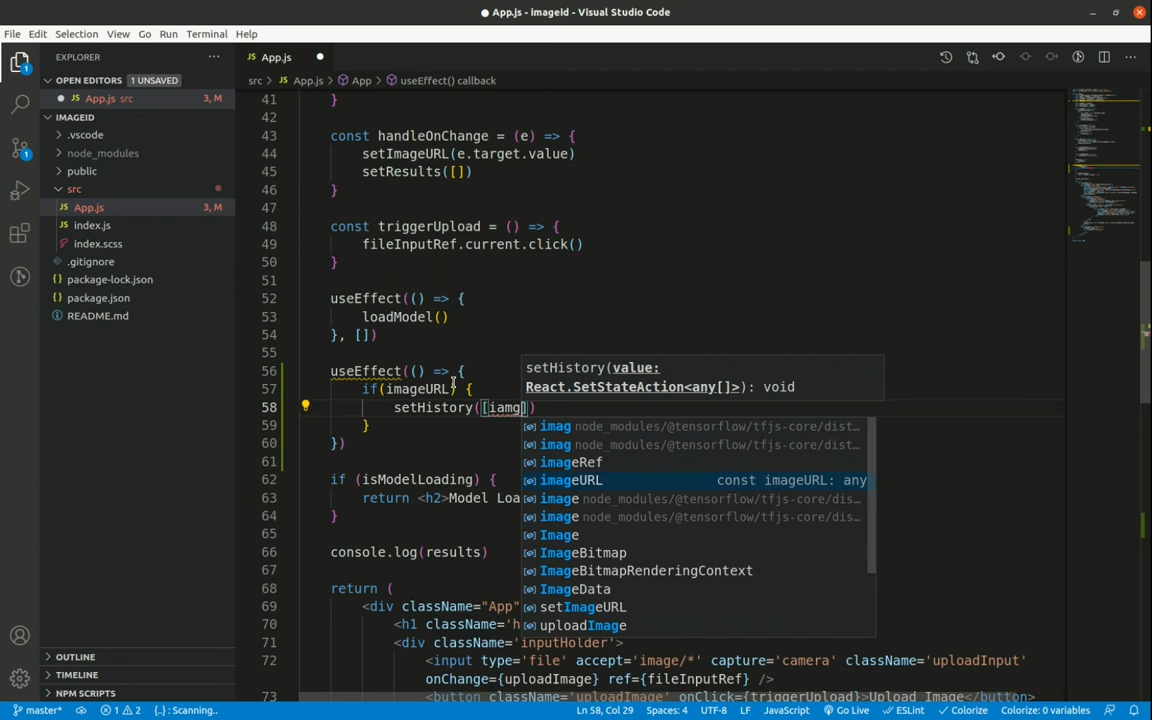 App.js - imageid - Visual Studio Code
File Edit Selection View Go Run Terminal Help
EXPLORER
App.js
OPEN EDITORS 1 UNSAVED
src > JS App.js > App > useEffect() callback
JS App.js src 3, M
IMAGEID
.vscode
node_modules
public
src
JS App.js 3, M
JS index.js
index.scss
.gitignore
package-lock.json
package.json
README.md
OUTLINE
TIMELINE
NPM SCRIPTS
1
1
41 }
42
43 const handleOnChange = (e) => {
44 setImageURL(e.target.value)
45 setResults([])
46 }
47
48 const triggerUpload = () => {
49 fileInputRef.current.click()
50 }
51
52 useEffect(() => {
53 loadModel()
54 }, [])
55
56 useEffect(() => {
57 if(imageURL) {
58 setHistory([iamg])
59 }
60 })
61
62 if (isModelLoading) {
63 return <h2>Model Loa
64 }
65
66 console.log(results)
67
68 return (
69 <div className="App"
70 <h1 className='h
71 <div className='inputHolder'>
72 <input type='file' accept='image/*' capture='camera' className='uploadInput'
onChange={uploadImage} ref={fileInputRef} />
73 <button className='uploadImage' onClick={triggerUpload}>Upload Image</button>
setHistory(value:
React.SetStateAction<any[]>): void
imag node_modules/@tensorflow/tfjs-core/dist…
imag node_modules/@tensorflow/tfjs-core/dist…
imageRef
imageURL const imageURL: any
image node_modules/@tensorflow/tfjs-core/dis…
image node_modules/@tensorflow/tfjs-core/dis…
Image
ImageBitmap
ImageBitmapRenderingContext
ImageData
setImageURL
uploadImage
master* 1 2 {..} : Scanning.. Ln 58, Col 29 Spaces: 4 UTF-8 LF JavaScript Go Live ESLint Colorize Colorize: 0 variables